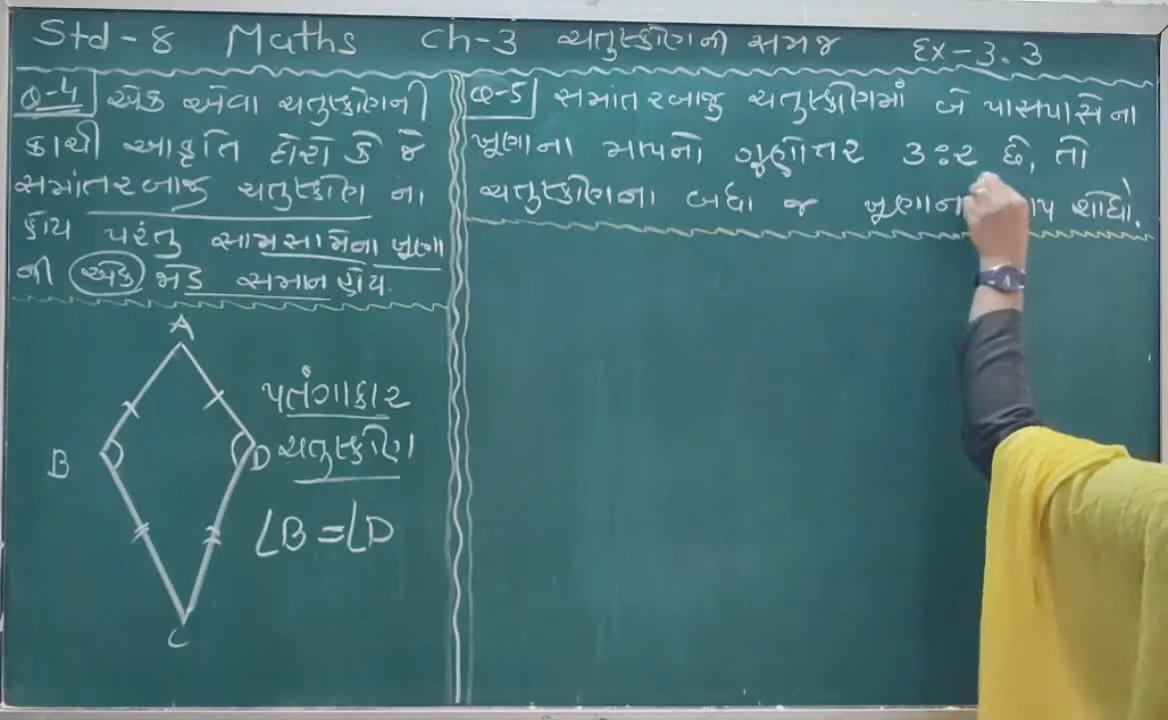 Std-8 Maths Ch-3 ચતુષ્કોણની સમજ Ex-3.3
Q-4 એક એવા ચતુષ્કોણની
કાચી આકૃતિ દોરો કે જે
સમાંતરબાજુ ચતુષ્કોણ ના
હોય પરંતુ સામસામેના ખૂણા
ની એક જોડ સમાન હોય.
A
B
D
C
પતંગાકાર
ચતુષ્કોણ
∠B = ∠D
Q-5 સમાંતરબાજુ ચતુષ્કોણમાં બે પાસપાસેના
ખૂણાના માપનો ગુણોત્તર 3:2 છે, તો
ચતુષ્કોણના બધા જ શોધો.